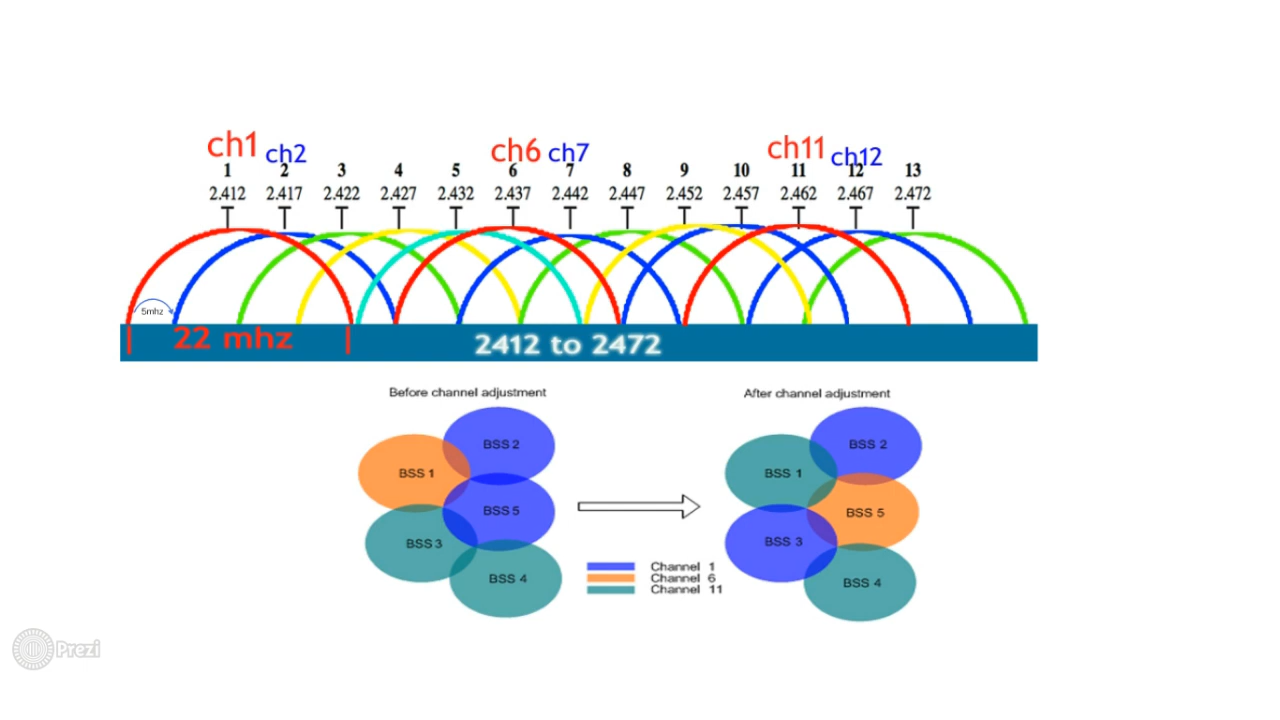 ch1 ch2 ch6 ch7 ch11 ch12
1 2 3 4 5 6 7 8 9 10 11 12 13
2.412 2.417 2.422 2.427 2.432 2.437 2.442 2.447 2.452 2.457 2.462 2.467 2.472
5mhz
22 mhz
2412 to 2472
Before channel adjustment
BSS 2
BSS 1
BSS 5
BSS 3
BSS 4
After channel adjustment
BSS 2
BSS 1
BSS 5
BSS 3
BSS 4
Channel 1
Channel 6
Channel 11
Prezi